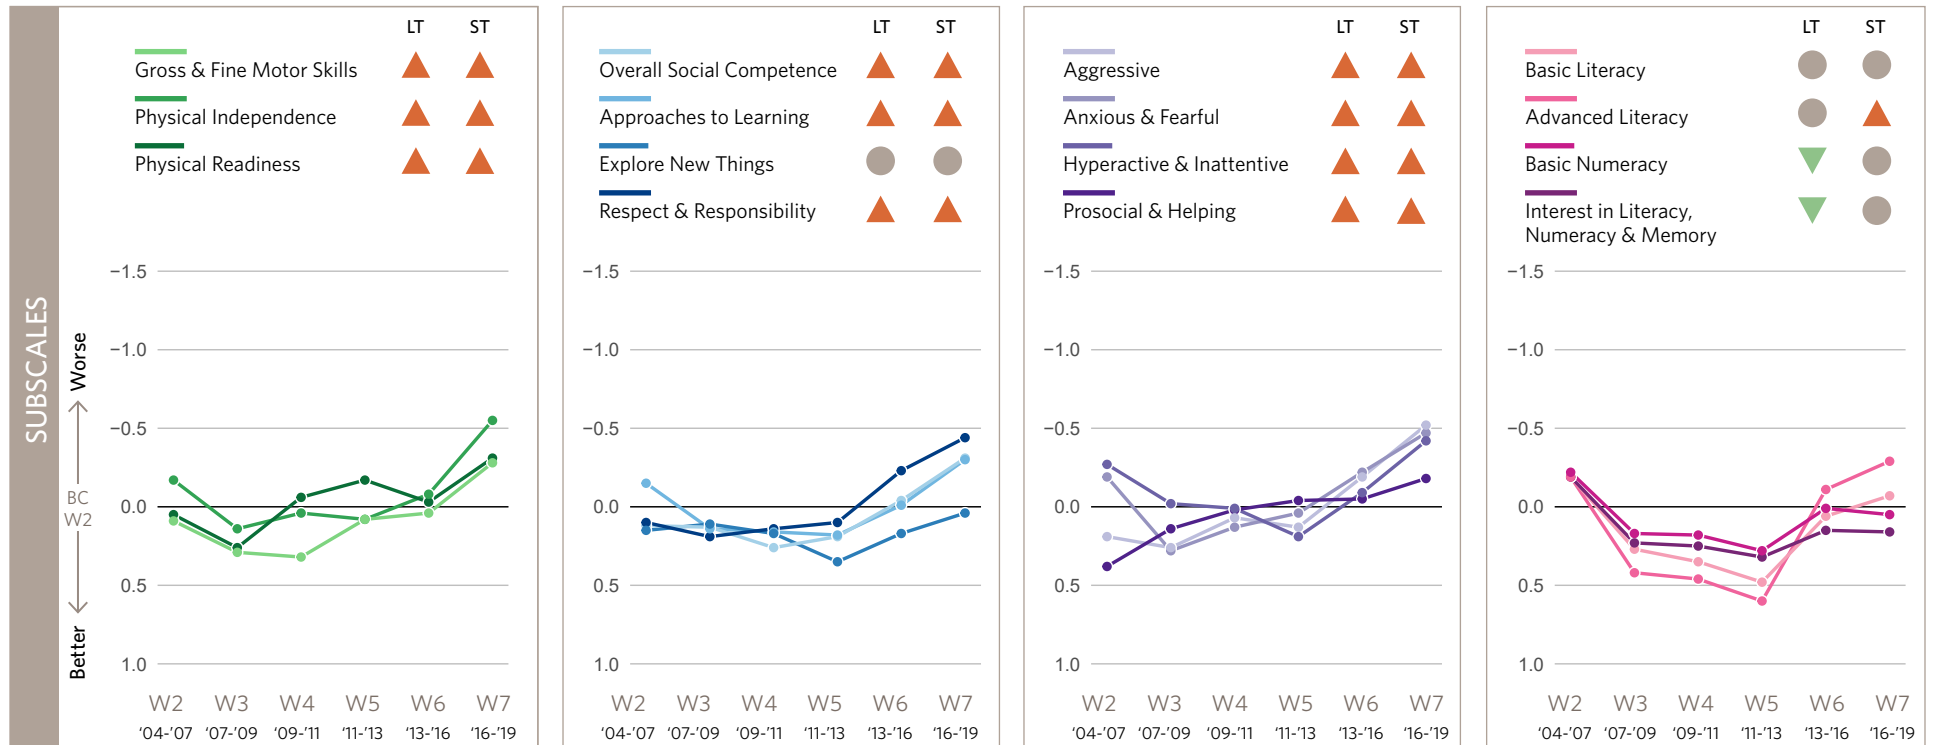 SUBSCALES
Worse
BC
W2
Better
LT ST
Gross & Fine Motor Skills
Physical Independence
Physical Readiness
−1.5
−1.0
−0.5
0.0
0.5
1.0
W2 W3 W4 W5 W6 W7
‘04-’07 ‘07-’09 ‘09-’11 ‘11-’13 ‘13-’16 ‘16-’19
LT ST
Overall Social Competence
Approaches to Learning
Explore New Things
Respect & Responsibility
−1.5
−1.0
−0.5
0.0
0.5
1.0
W2 W3 W4 W5 W6 W7
‘04-’07 ‘07-’09 ‘09-’11 ‘11-’13 ‘13-’16 ‘16-’19
LT ST
Aggressive
Anxious & Fearful
Hyperactive & Inattentive
Prosocial & Helping
−1.5
−1.0
−0.5
0.0
0.5
1.0
W2 W3 W4 W5 W6 W7
‘04-’07 ‘07-’09 ‘09-’11 ‘11-’13 ‘13-’16 ‘16-’19
LT ST
Basic Literacy
Advanced Literacy
Basic Numeracy
Interest in Literacy,
Numeracy & Memory
−1.5
−1.0
−0.5
0.0
0.5
1.0
W2 W3 W4 W5 W6 W7
‘04-’07 ‘07-’09 ‘09-’11 ‘11-’13 ‘13-’16 ‘16-’19